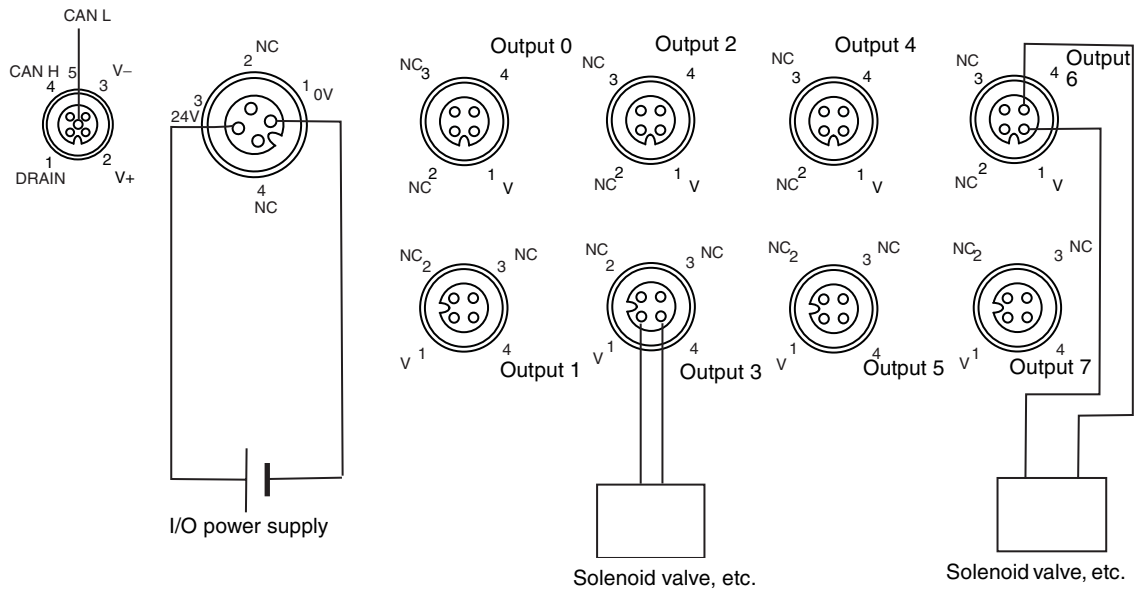 CAN L
CAN H
5
V–
4
3
1
2
DRAIN
V+
NC
2
3
1
24V
0V
4
NC
Output 0
NC
3
4
NC
2
1
V
Output 2
NC
3
4
NC
2
1
V
Output 4
NC
3
4
NC
2
1
V
Output
6
NC
3
4
NC
2
1
V
NC
2
3
NC
V
1
4
Output 1
NC
2
3
NC
V
1
4
Output 3
NC
2
3
NC
V
1
4
Output 5
NC
2
3
NC
V
1
4
Output 7
I/O power supply
Solenoid valve, etc.
Solenoid valve, etc.